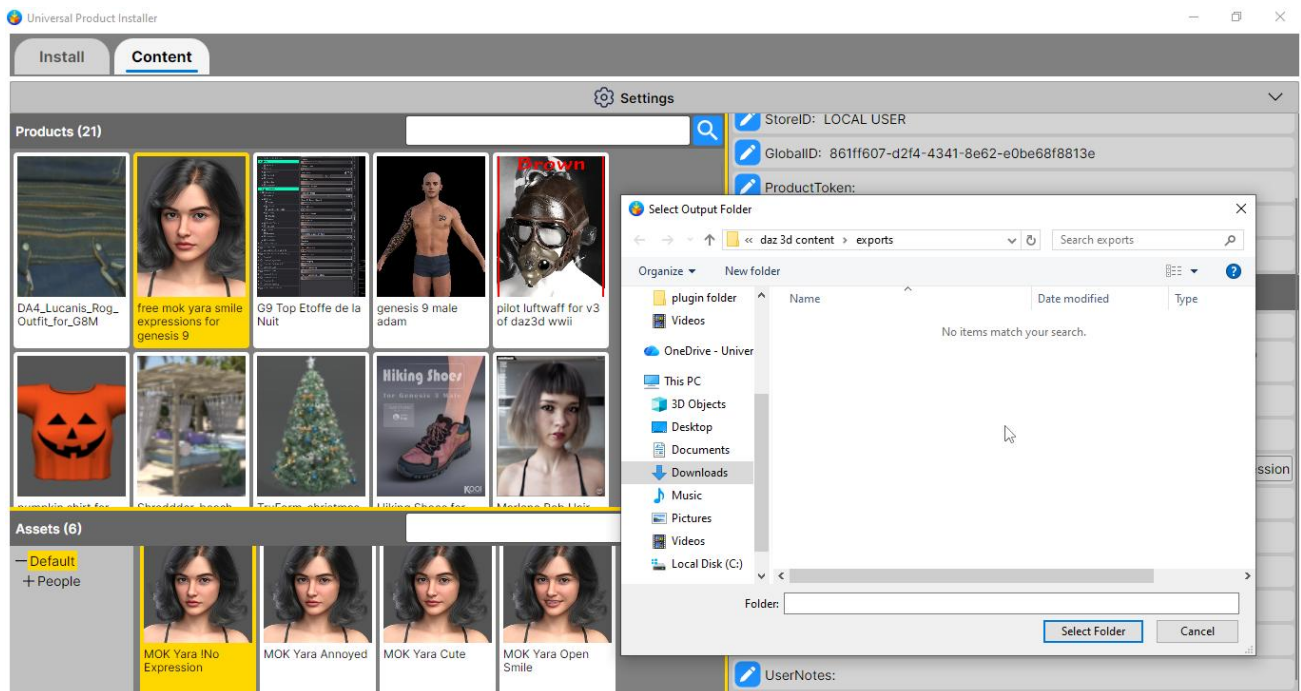 Universal Product Installer
Install
Content
Settings
Products (21)
StoreID: LOCAL USER
GlobalID: 861ff607-d2f4-4341-8e62-e0be68f8813e
ProductToken:
Brown
DA4_Lucanis_Rog_
Outfit_for_G8M
free mok yara smile
expressions for
genesis 9
G9 Top Etoffe de la
Nuit
genesis 9 male
adam
pilot luftwaff for v3
of daz3d wwii
Hiking Shoes
for Genesis 3 Male
KOOI
Assets (6)
Default
People
MOK Yara !No
Expression
MOK Yara Annoyed
MOK Yara Cute
MOK Yara Open
Smile
Select Output Folder
« daz 3d content › exports
Search exports
Organize
New folder
plugin folder
Videos
OneDrive - Univer
This PC
3D Objects
Desktop
Documents
Downloads
Music
Pictures
Videos
Local Disk (C:)
Name
Date modified
Type
No items match your search.
Folder:
Select Folder
Cancel
ssion
UserNotes: